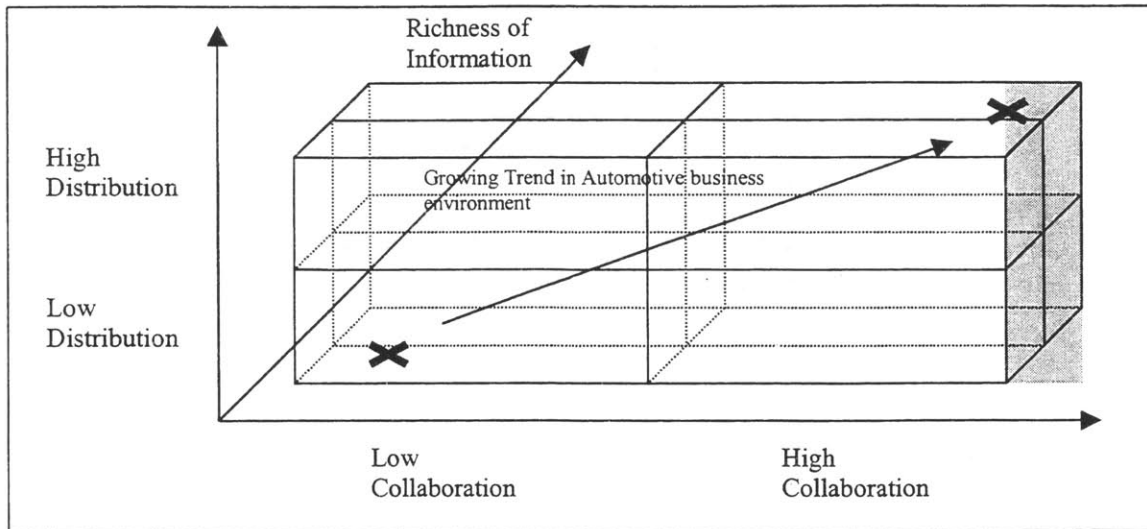 Richness of
Information
High
Distribution
Growing Trend in Automotive business
environment
Low
Distribution
Low
Collaboration
High
Collaboration